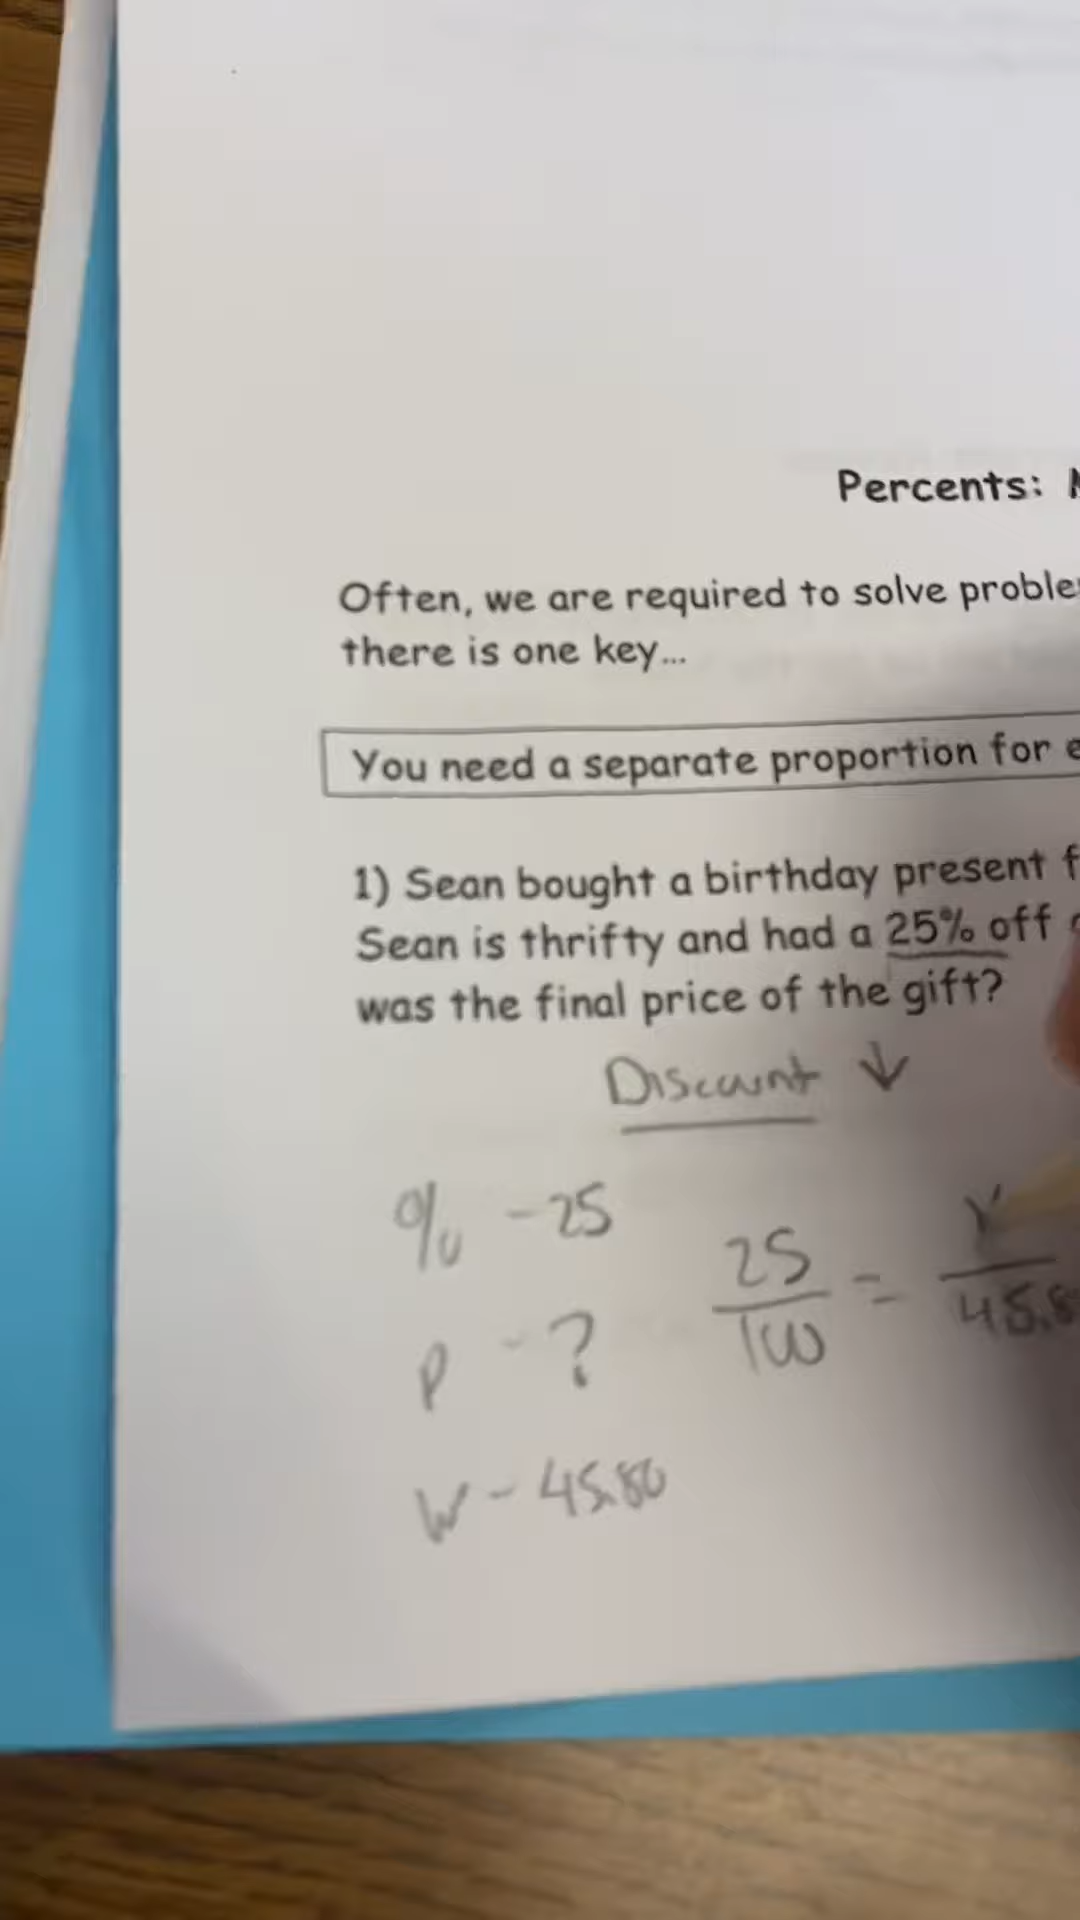 Percents:
Often, we are required to solve proble
there is one key...
You need a separate proportion for e
1) Sean bought a birthday present f
Sean is thrifty and had a 25% off
was the final price of the gift?
Discount ↓
% - 25
25/100 = x/45.8
P - ?
W - 45.80